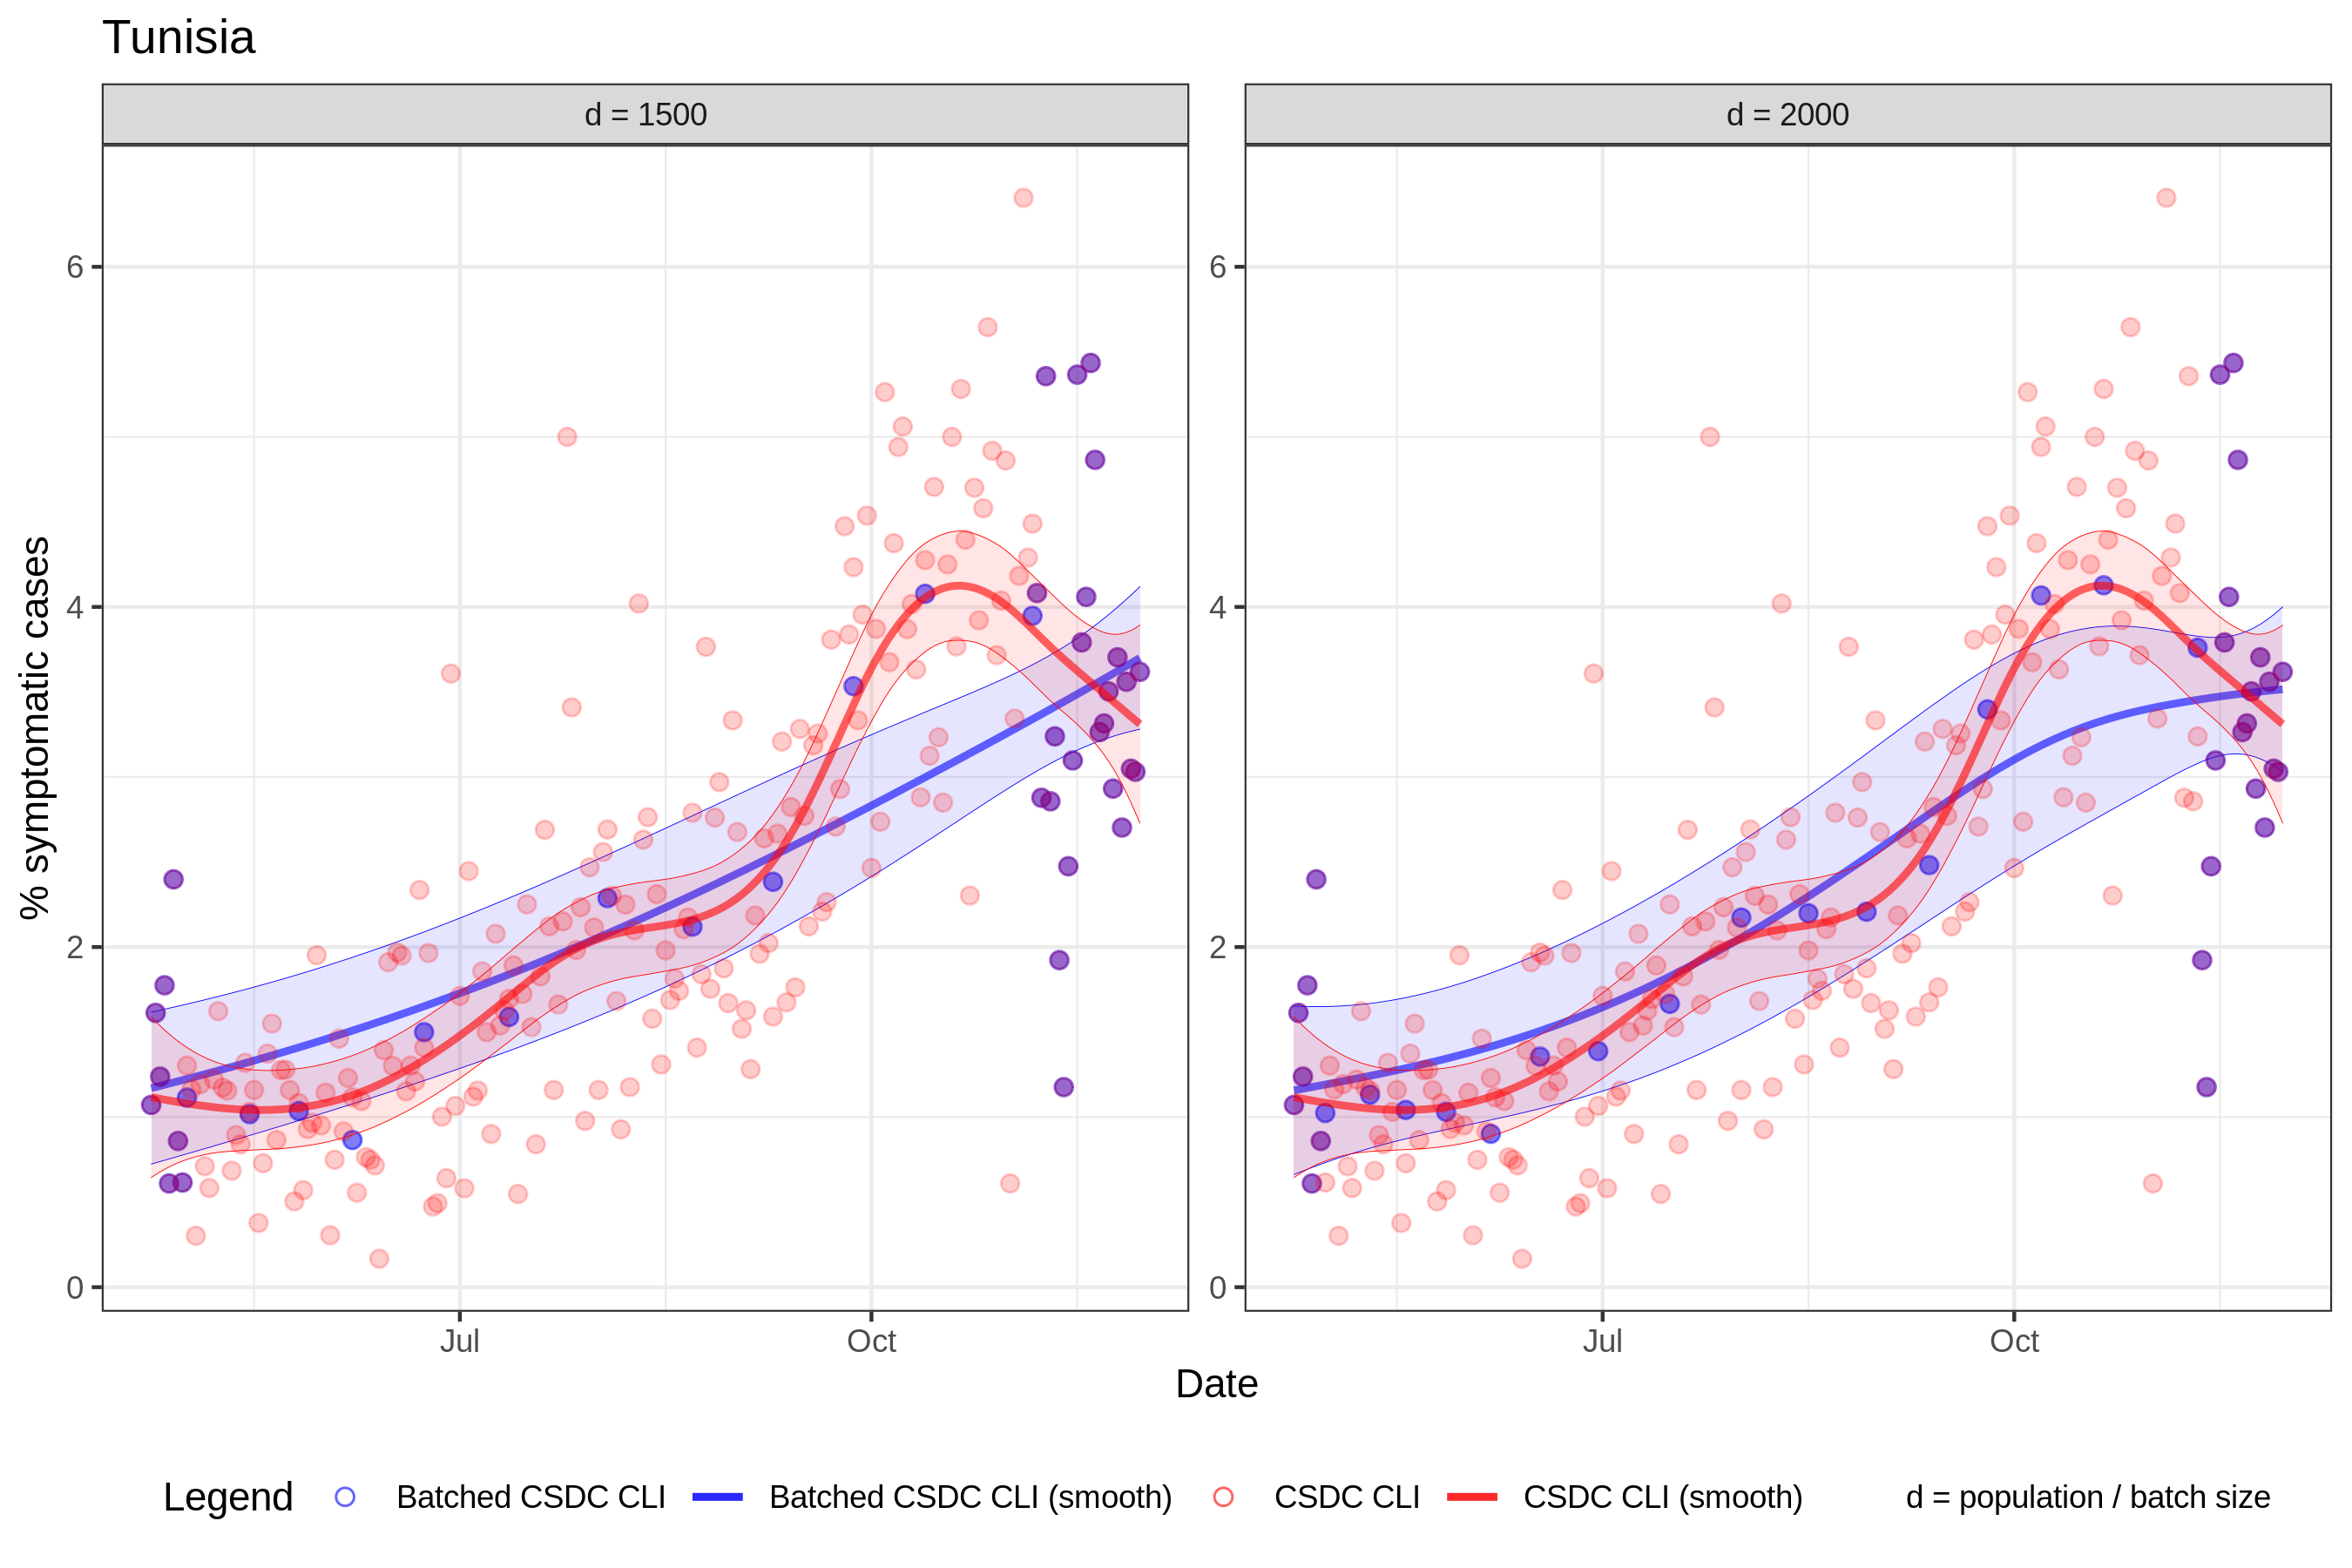 Tunisia
d = 1500
d = 2000
% symptomatic cases
6
4
2
0
6
4
2
0
Jul
Oct
Jul
Oct
Date
Legend Batched CSDC CLI Batched CSDC CLI (smooth) CSDC CLI CSDC CLI (smooth) d = population / batch size